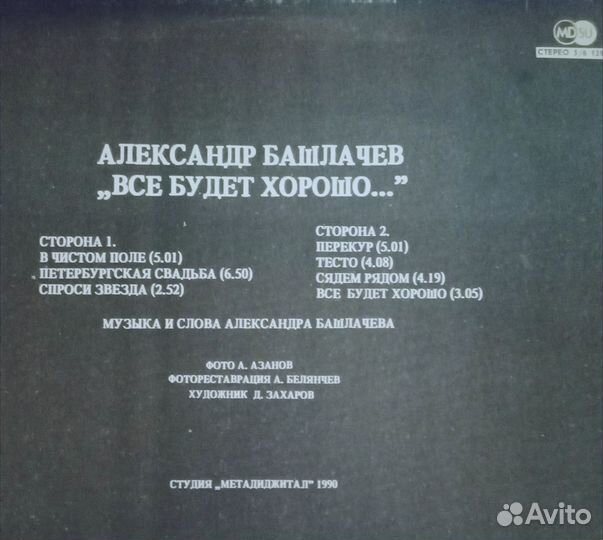 MD SU
СТЕРЕО
АЛЕКСАНДР БАШЛАЧЕВ
„ВСЕ БУДЕТ ХОРОШО...”
СТОРОНА 1.
В ЧИСТОМ ПОЛЕ (5.01)
ПЕТЕРБУРГСКАЯ СВАДЬБА (6.50)
СПРОСИ ЗВЕЗДА (2.52)
СТОРОНА 2.
ПЕРЕКУР (5.01)
ТЕСТО (4.08)
СЯДЕМ РЯДОМ (4.19)
ВСЕ БУДЕТ ХОРОШО (3.05)
МУЗЫКА И СЛОВА АЛЕКСАНДРА БАШЛАЧЕВА
ФОТО А. АЗАНОВ
ФОТОРЕСТАВРАЦИЯ А. БЕЛЯНЧЕВ
ХУДОЖНИК Д. ЗАХАРОВ
СТУДИЯ „МЕТАДИДЖИТАЛ” 1990
Avito